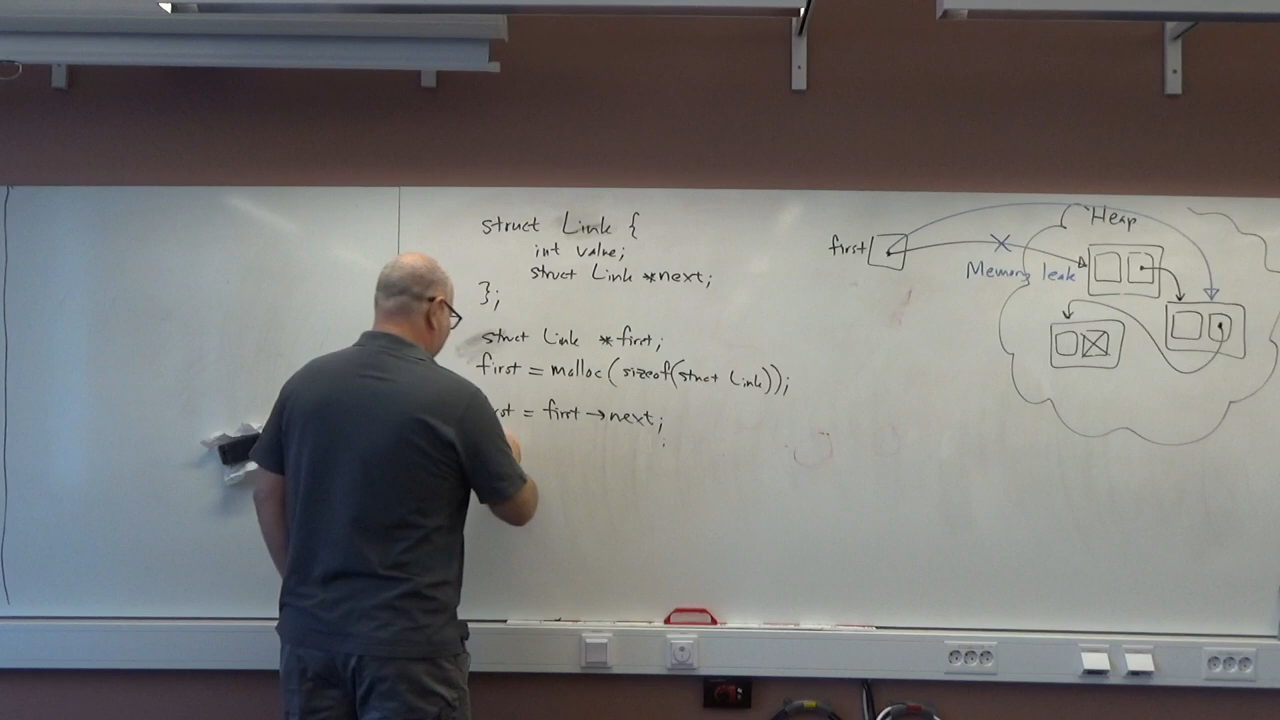 struct Link {
int value;
struct Link *next;
};
struct Link *first;
first = malloc(sizeof(struct Link));
= first → next;
first
Heap
Memory leak